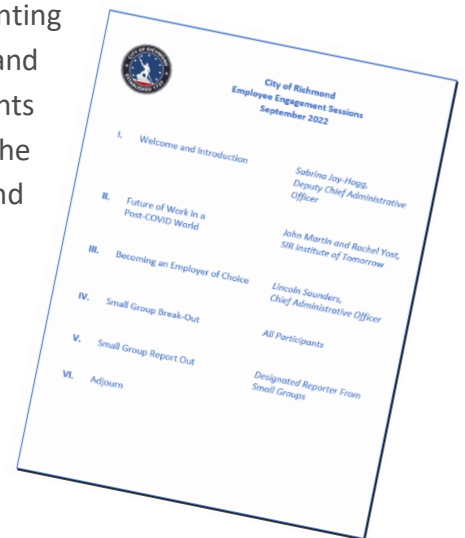 nting
and
nts
he
nd
CITY OF RICHMOND
City of Richmond
Employee Engagement Sessions
September 2022
I. Welcome and Introduction
Sabrina Joy-Hogg,
Deputy Chief Administrative
Officer
II. Future of Work in a
Post-COVID World
John Martin and Rachel Yost,
SIR Institute of Tomorrow
III. Becoming an Employer of Choice
Lincoln Saunders,
Chief Administrative Officer
IV. Small Group Break-Out
All Participants
V. Small Group Report Out
Designated Reporter From
Small Groups
VI. Adjourn